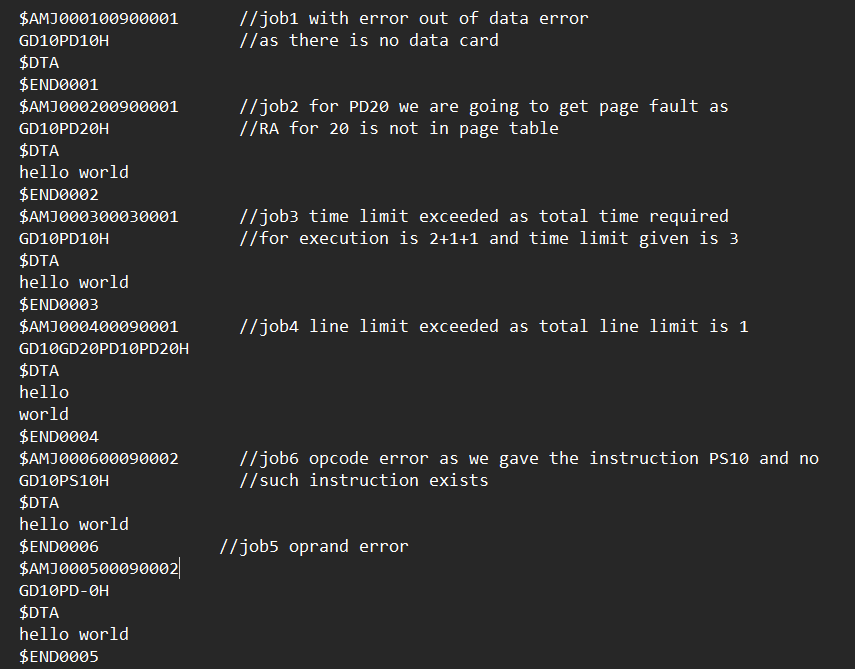 $AMJ000100900001      //job1 with error out of data error
GD10PD10H             //as there is no data card
$DTA
$END0001
$AMJ000200900001      //job2 for PD20 we are going to get page fault as
GD10PD20H             //RA for 20 is not in page table
$DTA
hello world
$END0002
$AMJ000300030001      //job3 time limit exceeded as total time required
GD10PD10H             //for execution is 2+1+1 and time limit given is 3
$DTA
hello world
$END0003
$AMJ000400090001      //job4 line limit exceeded as total line limit is 1
GD10GD20PD10PD20H
$DTA
hello
world
$END0004
$AMJ000600090002      //job6 opcode error as we gave the instruction PS10 and no
GD10PS10H             //such instruction exists
$DTA
hello world
$END0006            //job5 oprand error
$AMJ000500090002
GD10PD-0H
$DTA
hello world
$END0005